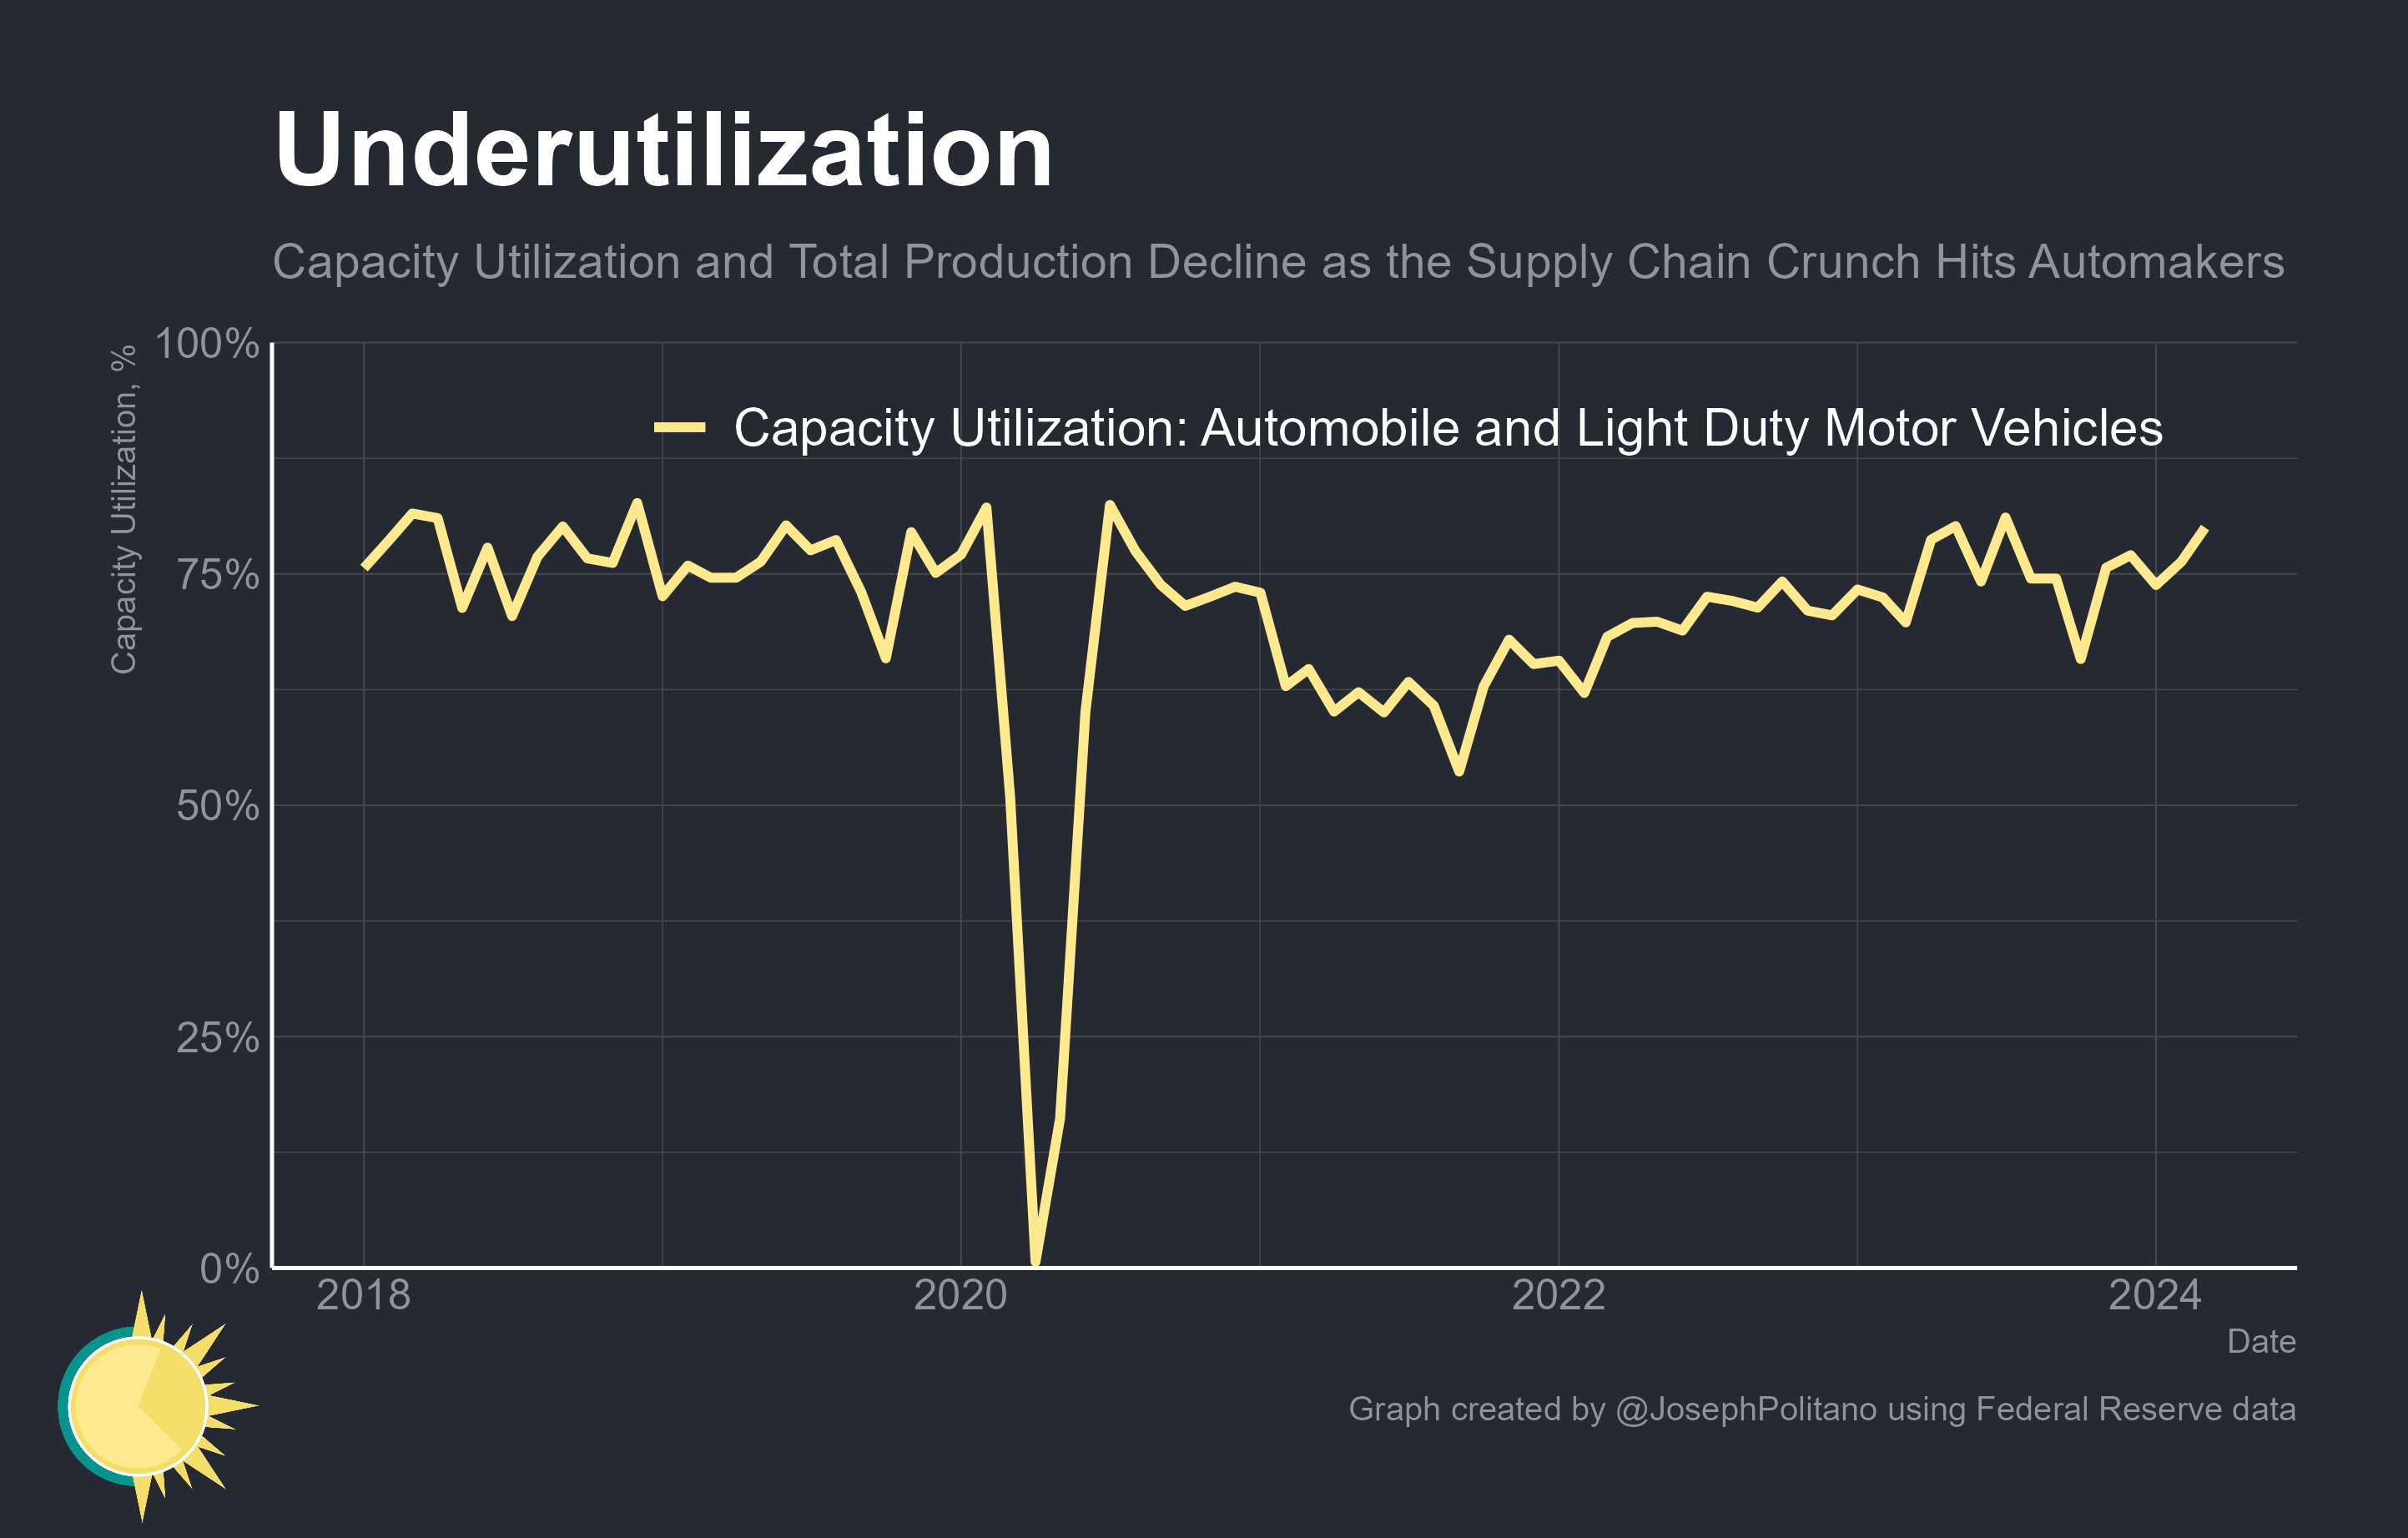 Underutilization
Capacity Utilization and Total Production Decline as the Supply Chain Crunch Hits Automakers
Capacity Utilization, %
100%
Capacity Utilization: Automobile and Light Duty Motor Vehicles
75%
50%
25%
0%
2018 2020 2022 2024
Date
Graph created by @JosephPolitano using Federal Reserve data